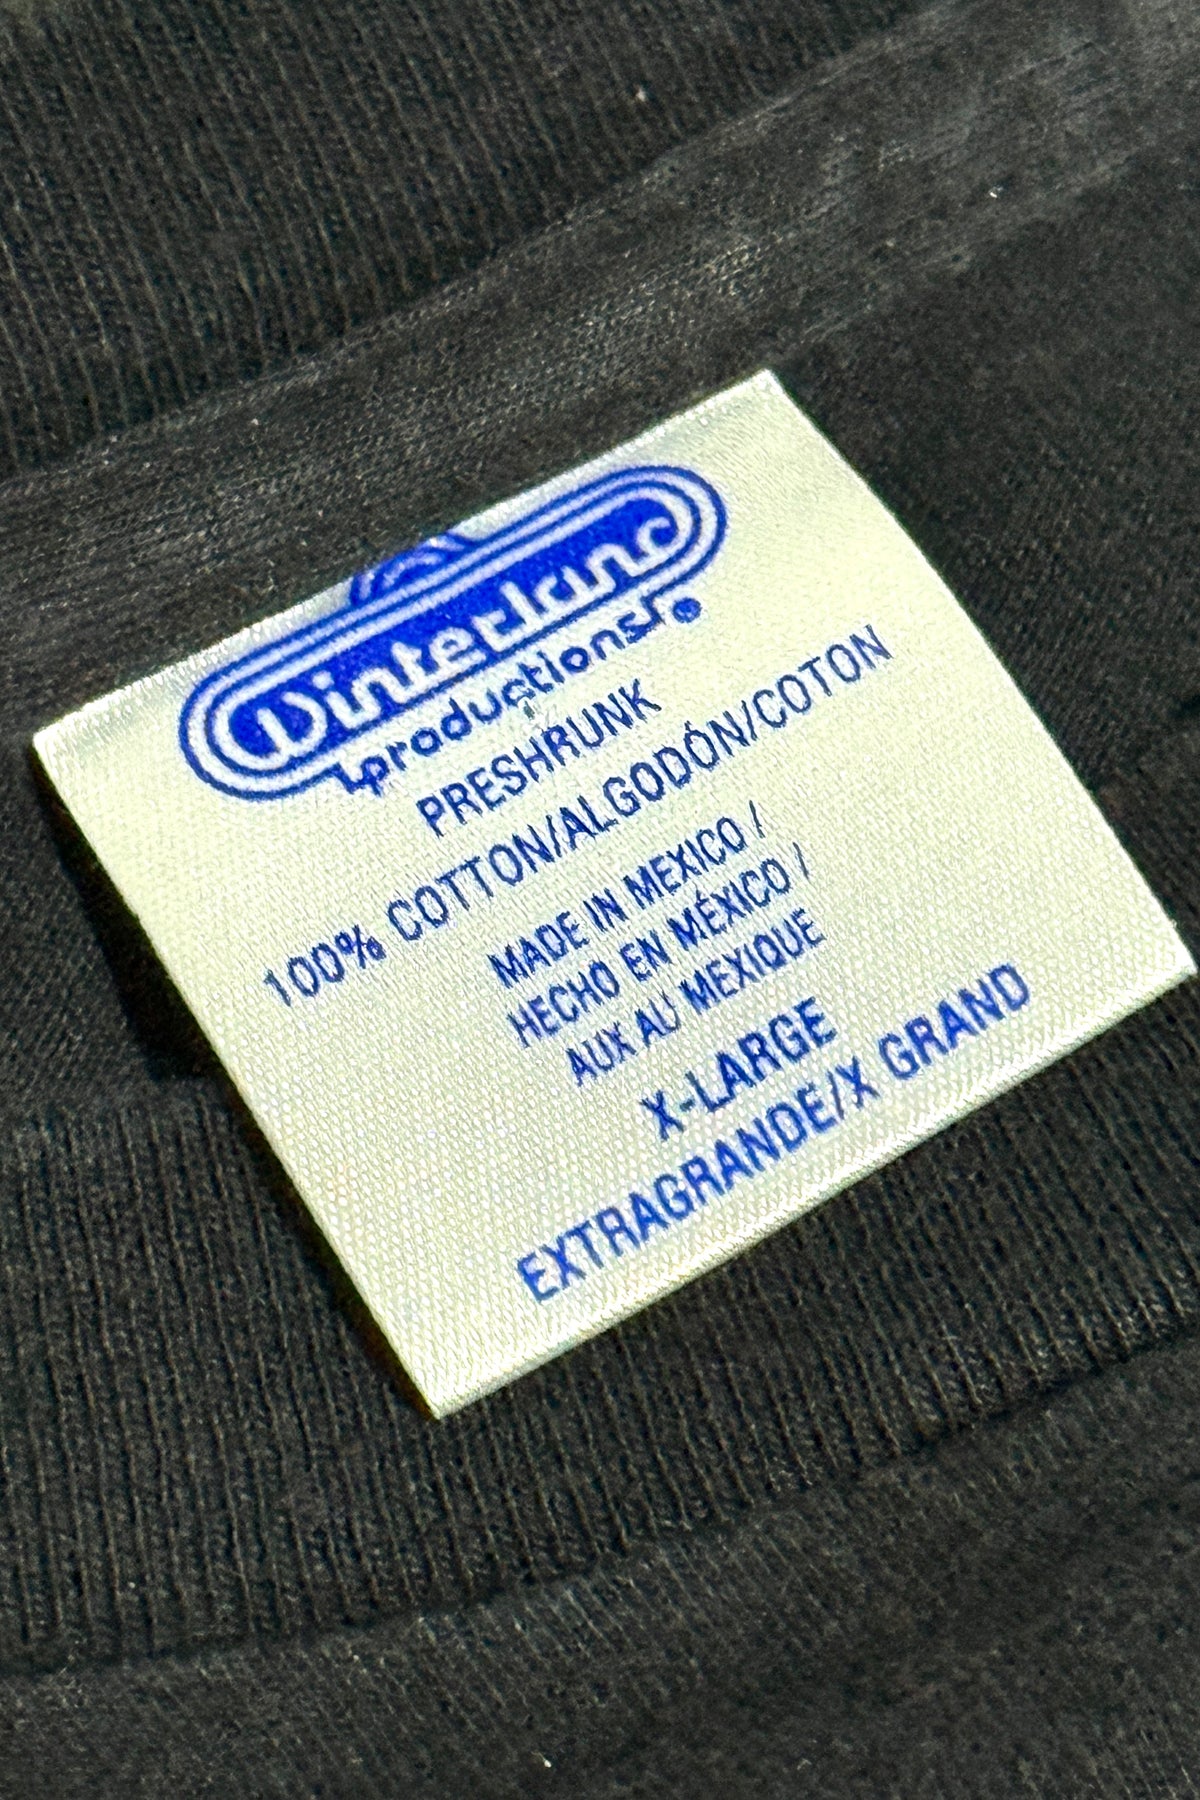 Winterland
productions
®
PRESHRUNK
100% COTTON/ALGODÓN/COTON
MADE IN MEXICO /
HECHO EN MÉXICO /
AUX AU MEXIQUE
X-LARGE
EXTRAGRANDE/X GRAND